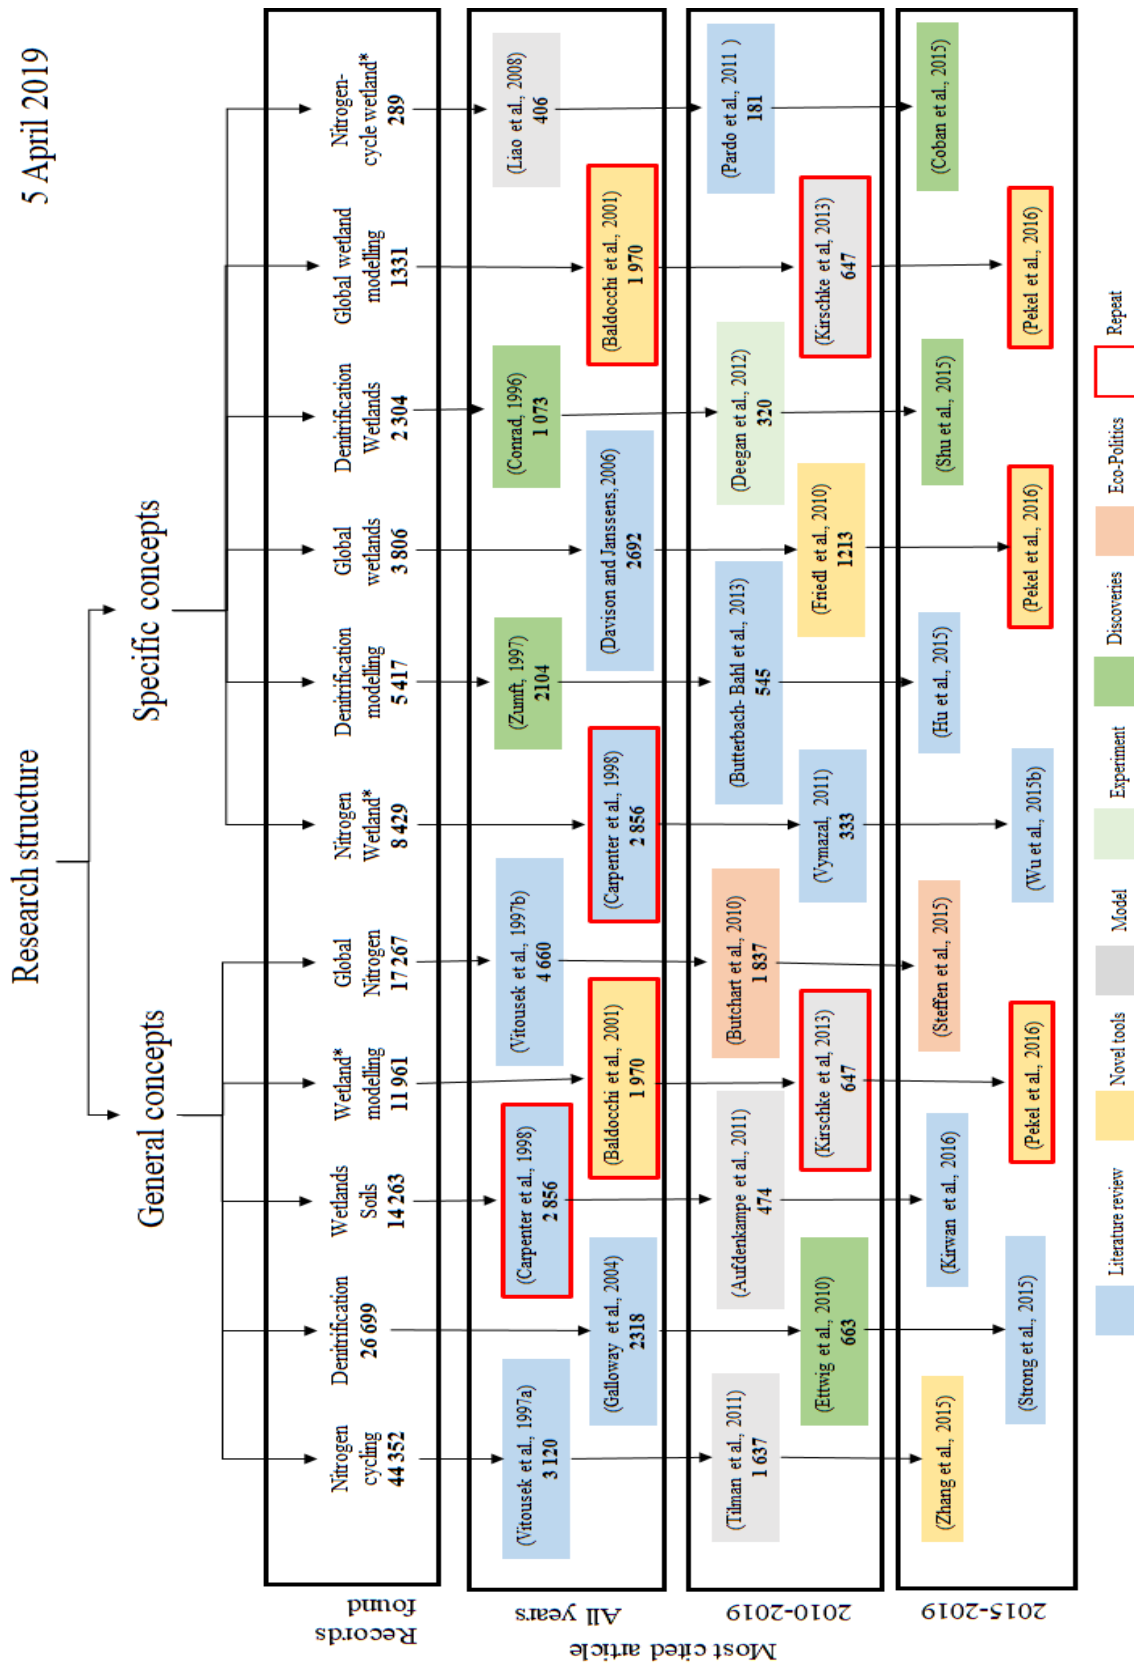 5 April 2019
Research structure
General concepts
Specific concepts
Records
found
Nitrogen
cycling
44 352
Denitrification
26 699
Wetlands
Soils
14 263
Wetland*
modelling
11 961
Global
Nitrogen
17 267
Nitrogen
Wetland*
8 429
Denitrification
modelling
5 417
Global
wetlands
3 806
Denitrification
Wetlands
2 304
Global wetland
modelling
1331
Nitrogen-
cycle wetland*
289
Most cited article
All years
(Vitousek et al., 1997a)
3 120
(Galloway et al., 2004)
2318
(Carpenter et al., 1998)
2 856
(Baldocchi et al., 2001)
1 970
(Vitousek et al., 1997b)
4 660
(Carpenter et al., 1998)
2 856
(Zumft, 1997)
2104
(Davison and Janssens, 2006)
2692
(Conrad, 1996)
1 073
(Baldocchi et al., 2001)
1 970
(Liao et al., 2008)
406
2010-2019
(Tilman et al., 2011)
1 637
(Ettwig et al., 2010)
663
(Aufdenkampe et al., 2011)
474
(Kirschke et al, 2013)
647
(Butchart et al., 2010)
1 837
(Vymazal, 2011)
333
(Butterbach- Bahl et al., 2013)
545
(Friedl et al., 2010)
1213
(Deegan et al., 2012)
320
(Kirschke et al, 2013)
647
(Pardo et al., 2011 )
181
2015-2019
(Zhang et al., 2015)
(Strong et al., 2015)
(Kirwan et al., 2016)
(Pekel et al., 2016)
(Steffen et al., 2015)
(Wu et al., 2015b)
(Hu et al., 2015)
(Pekel et al., 2016)
(Shu et al., 2015)
(Pekel et al., 2016)
(Coban et al., 2015)
Literature review
Novel tools
Model
Experiment
Discoveries
Eco-Politics
Repeat